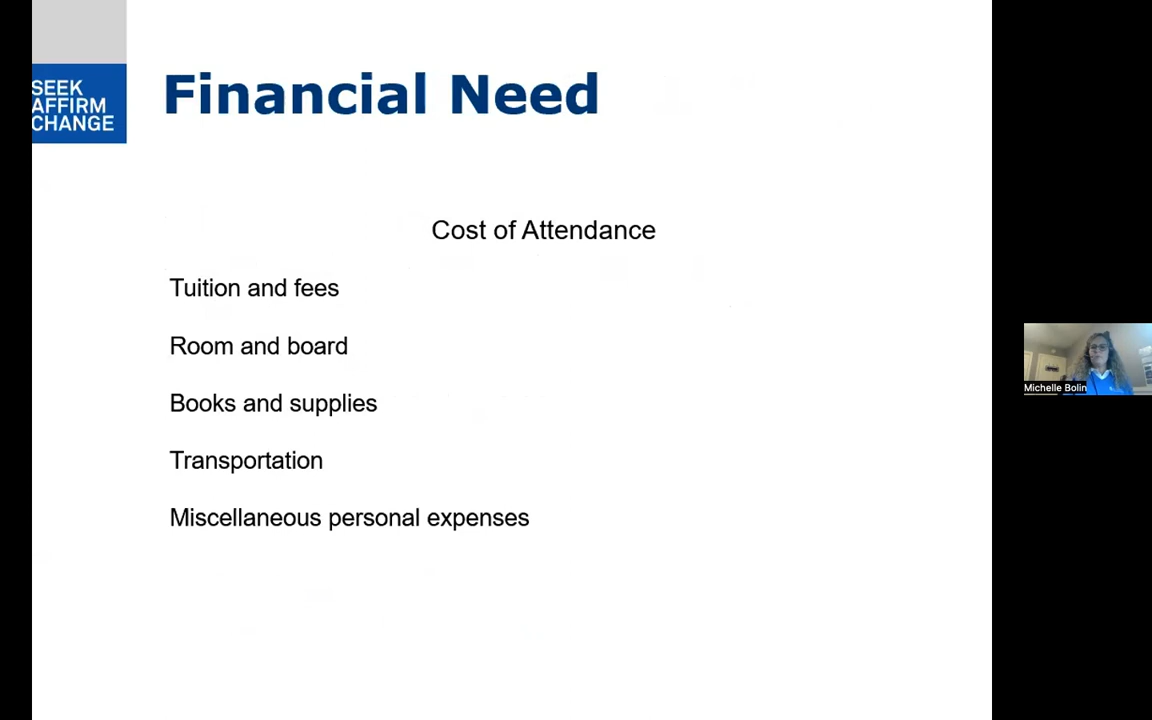 SEEK
AFFIRM
CHANGE
Financial Need
Cost of Attendance
Tuition and fees
Room and board
Books and supplies
Transportation
Miscellaneous personal expenses
Michelle Bolin